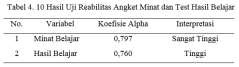 Tabel 4. 10 Hasil Uji Reabilitas Angket Minat dan Test Hasil Belajar
No. Variabel Koefisie Alpha Interpretasi
1 Minat Belajar 0,797 Sangat Tinggi
2 Hasil Belajar 0,760 Tinggi